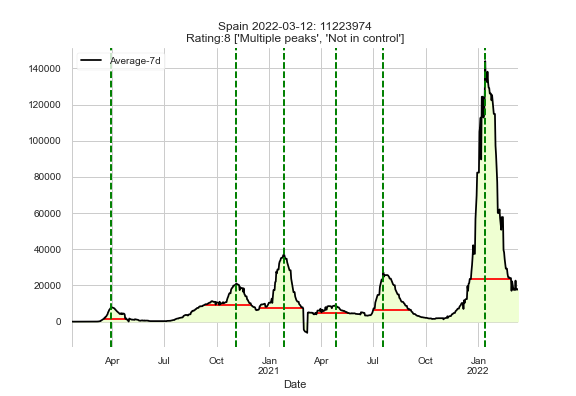 Spain 2022-03-12: 11223974
Rating:8 ['Multiple peaks', 'Not in control']
Average-7d
140000
120000
100000
80000
60000
40000
20000
0
Apr Jul Oct Jan Apr Jul Oct Jan
2021 2022
Date